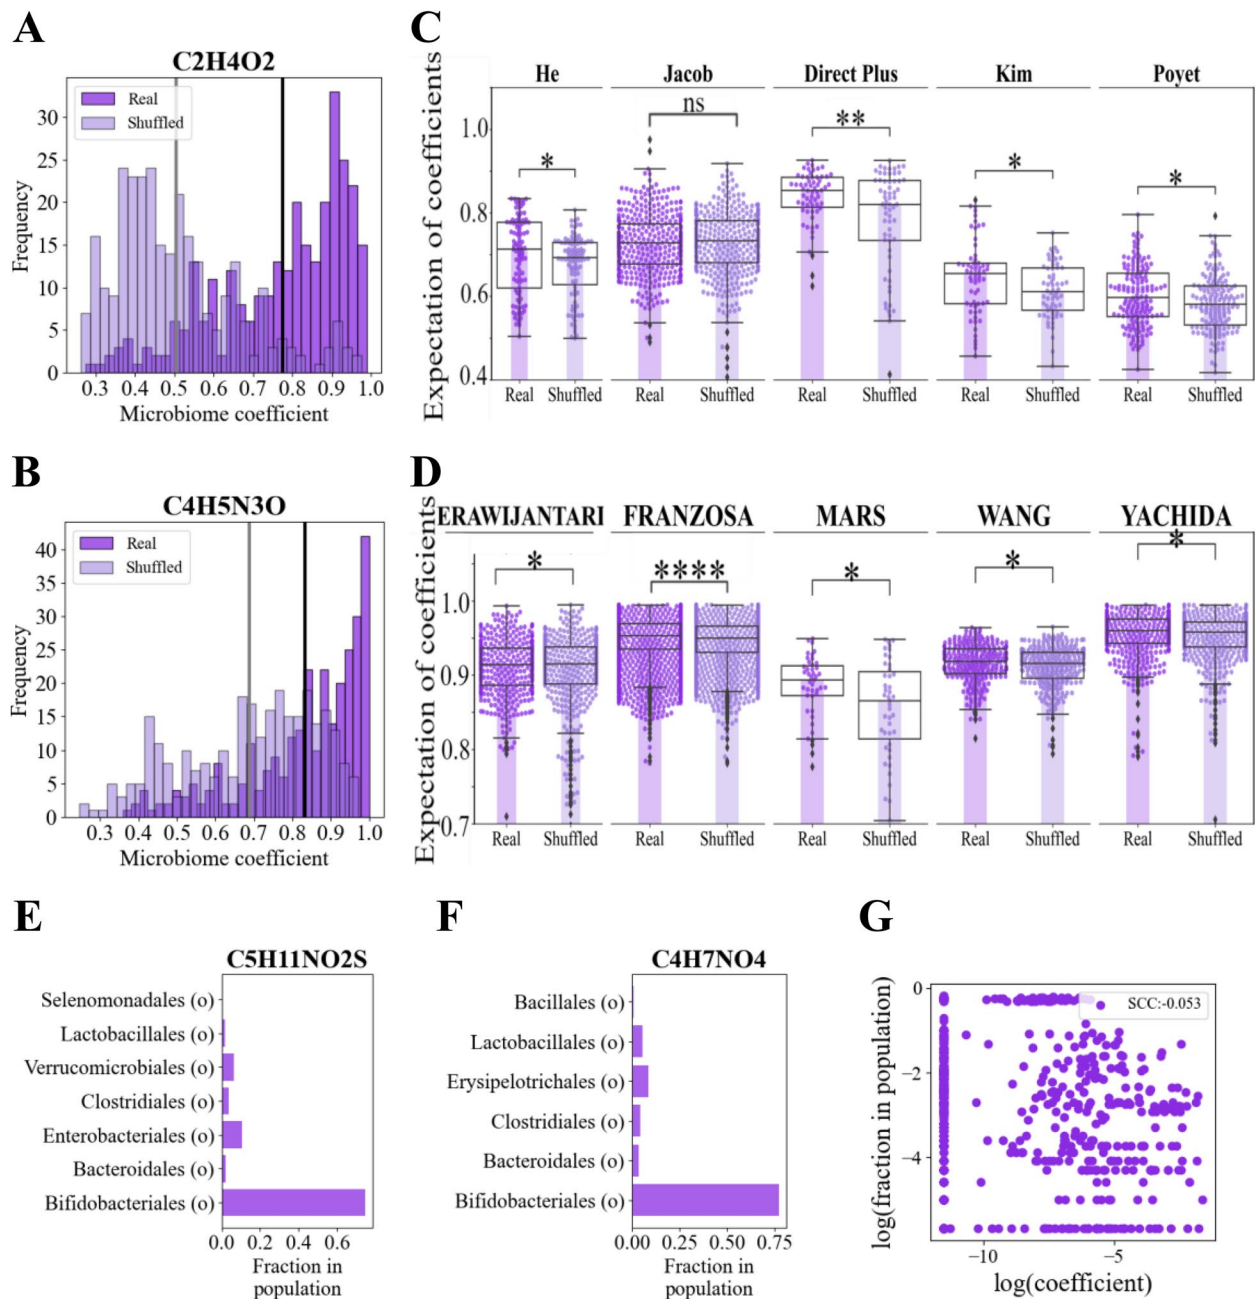 A
C2H4O2
Real
Shuffled
Frequency
30
25
20
15
10
5
0
0.3 0.4 0.5 0.6 0.7 0.8 0.9 1.0
Microbiome coefficient
C
He Jacob Direct Plus Kim Poyet
ns
* ** * *
Expectation of coefficients
1.0
0.8
0.6
0.4
Real Shuffled Real Shuffled Real Shuffled Real Shuffled Real Shuffled
B
C4H5N3O
Real
Shuffled
Frequency
40
35
30
25
20
15
10
5
0
0.3 0.4 0.5 0.6 0.7 0.8 0.9 1.0
Microbiome coefficient
D
ERAWIJANTARI FRANZOSA MARS WANG YACHIDA
* **** * * *
Expectation of coefficients
1.0
0.9
0.8
0.7
Real Shuffled Real Shuffled Real Shuffled Real Shuffled Real Shuffled
E
C5H11NO2S
Selenomonadales (o)
Lactobacillales (o)
Verrucomicrobiales (o)
Clostridiales (o)
Enterobacteriales (o)
Bacteroidales (o)
Bifidobacteriales (o)
0.0 0.2 0.4 0.6
Fraction in
population
F
C4H7NO4
Bacillales (o)
Lactobacillales (o)
Erysipelotrichales (o)
Clostridiales (o)
Bacteroidales (o)
Bifidobacteriales (o)
0.00 0.25 0.50 0.75
Fraction in
population
G
SCC:-0.053
log(fraction in population)
0
−2
−4
−10 −5
log(coefficient)